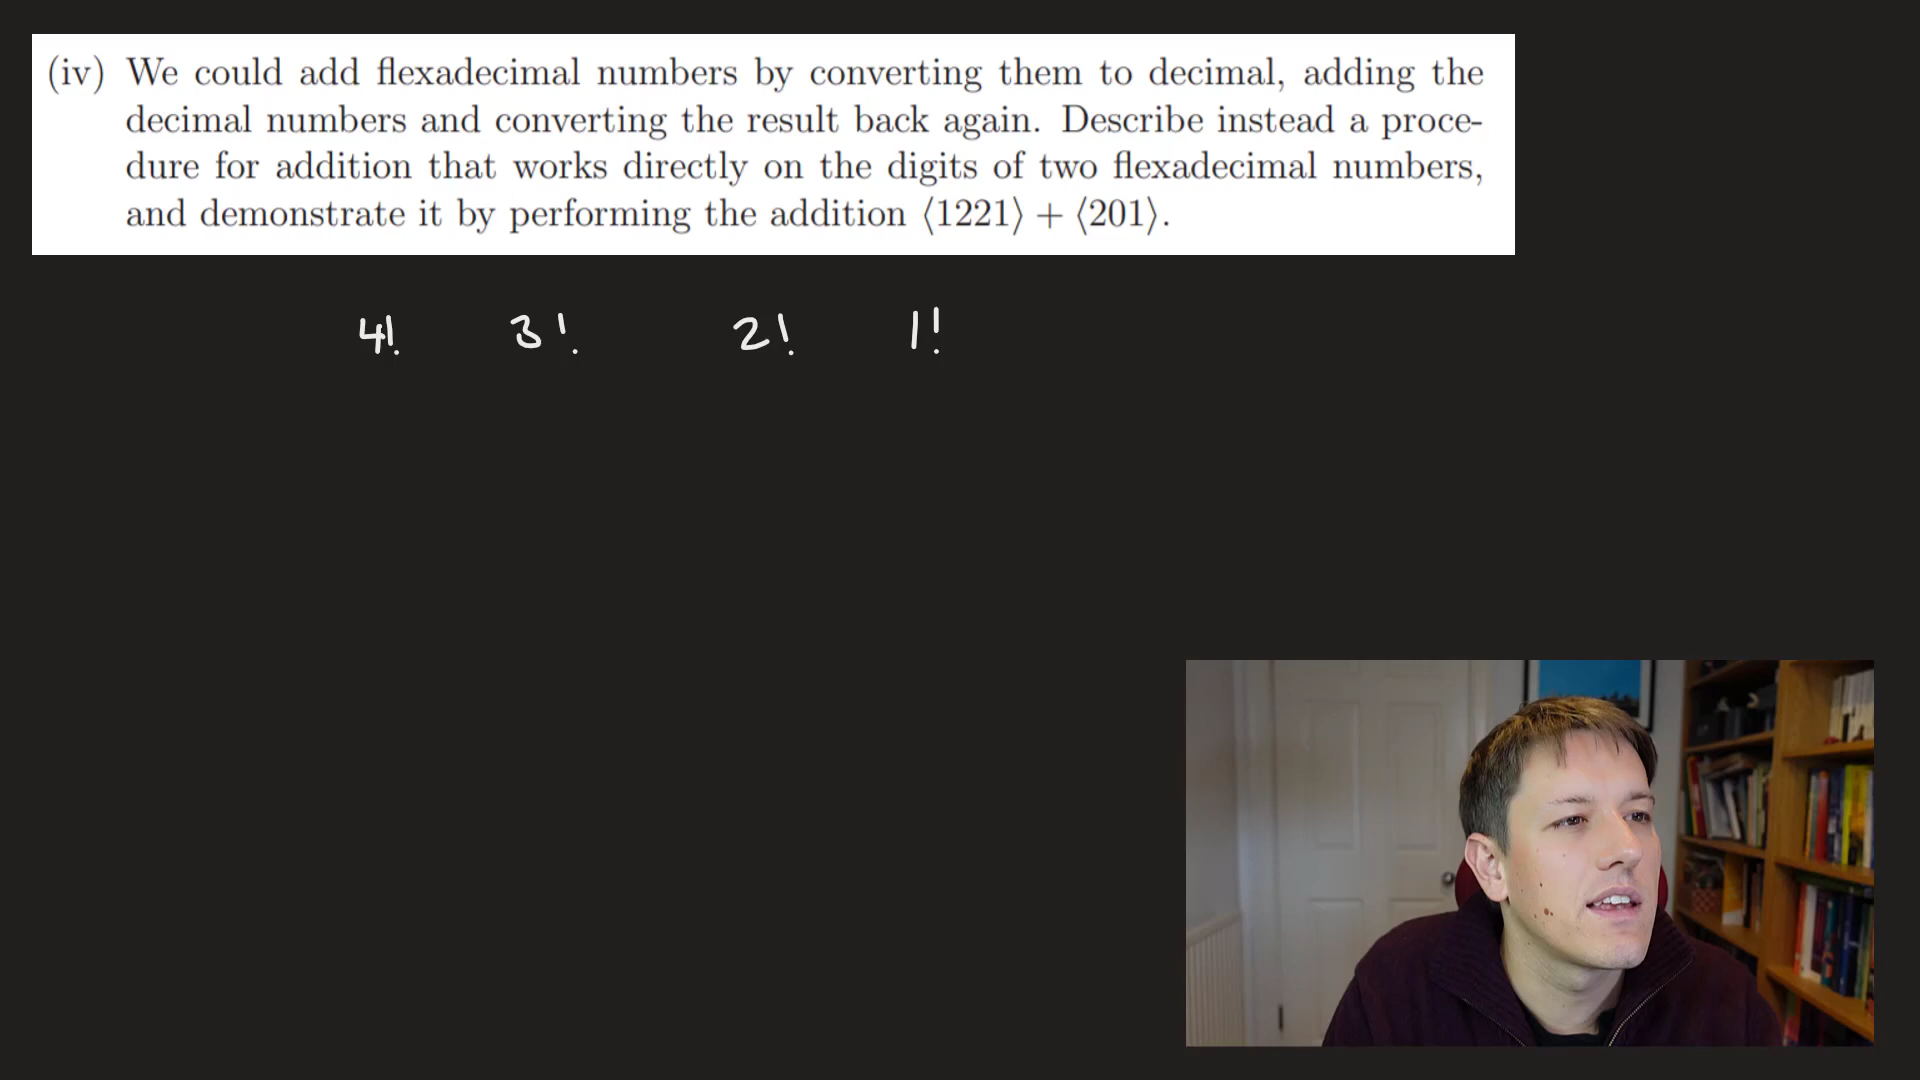 (iv) We could add flexadecimal numbers by converting them to decimal, adding the
decimal numbers and converting the result back again. Describe instead a proce-
dure for addition that works directly on the digits of two flexadecimal numbers,
and demonstrate it by performing the addition ⟨1221⟩ + ⟨201⟩.
4! 3! 2! 1!